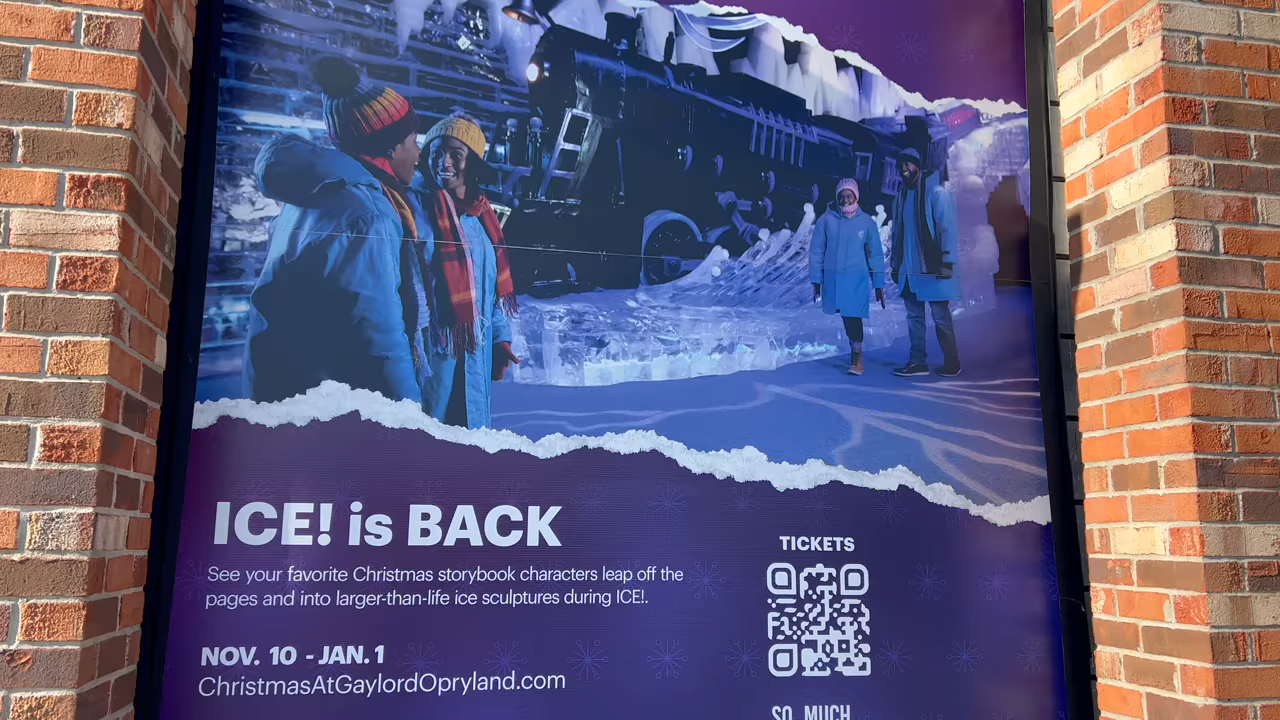 ICE! is BACK
See your favorite Christmas storybook characters leap off the
pages and into larger-than-life ice sculptures during ICE!.
NOV. 10 - JAN. 1
ChristmasAtGaylordOpryland.com
TICKETS
SO MUCH